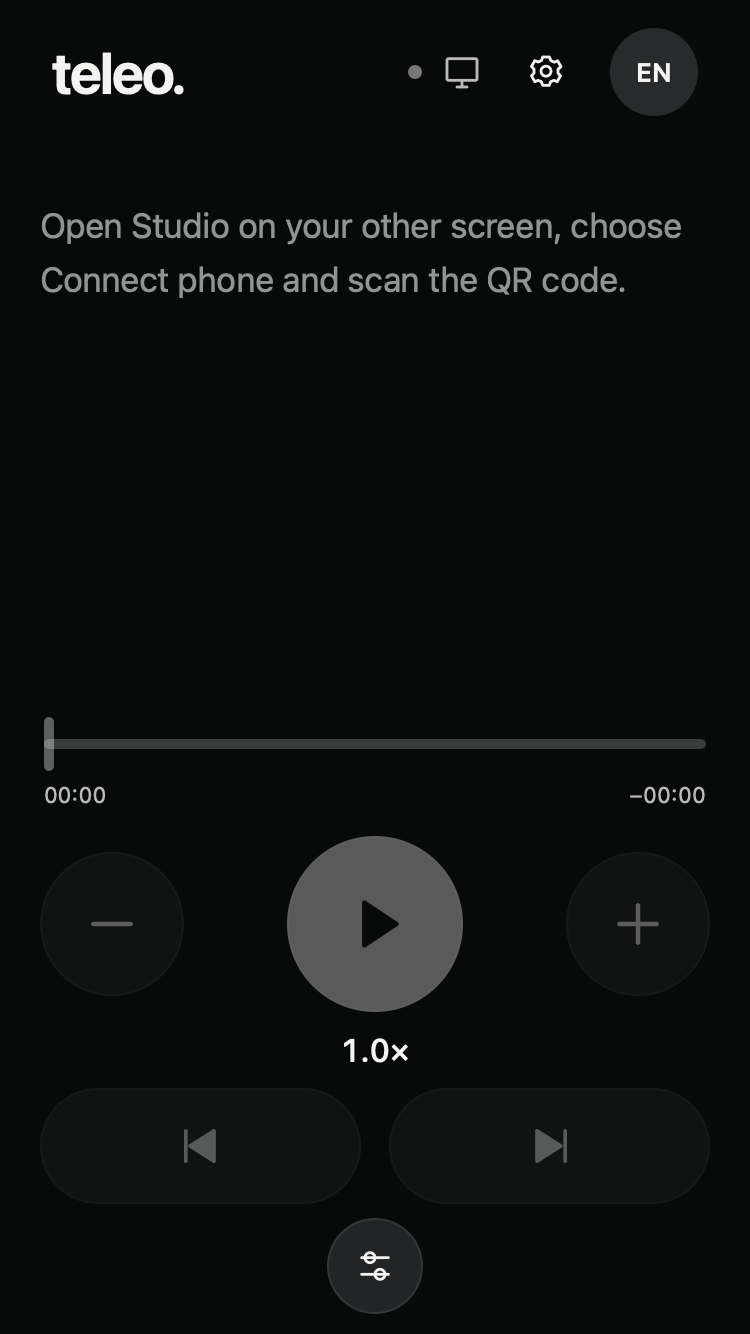 teleo.
EN
Open Studio on your other screen, choose
Connect phone and scan the QR code.
00:00
–00:00
1.0×